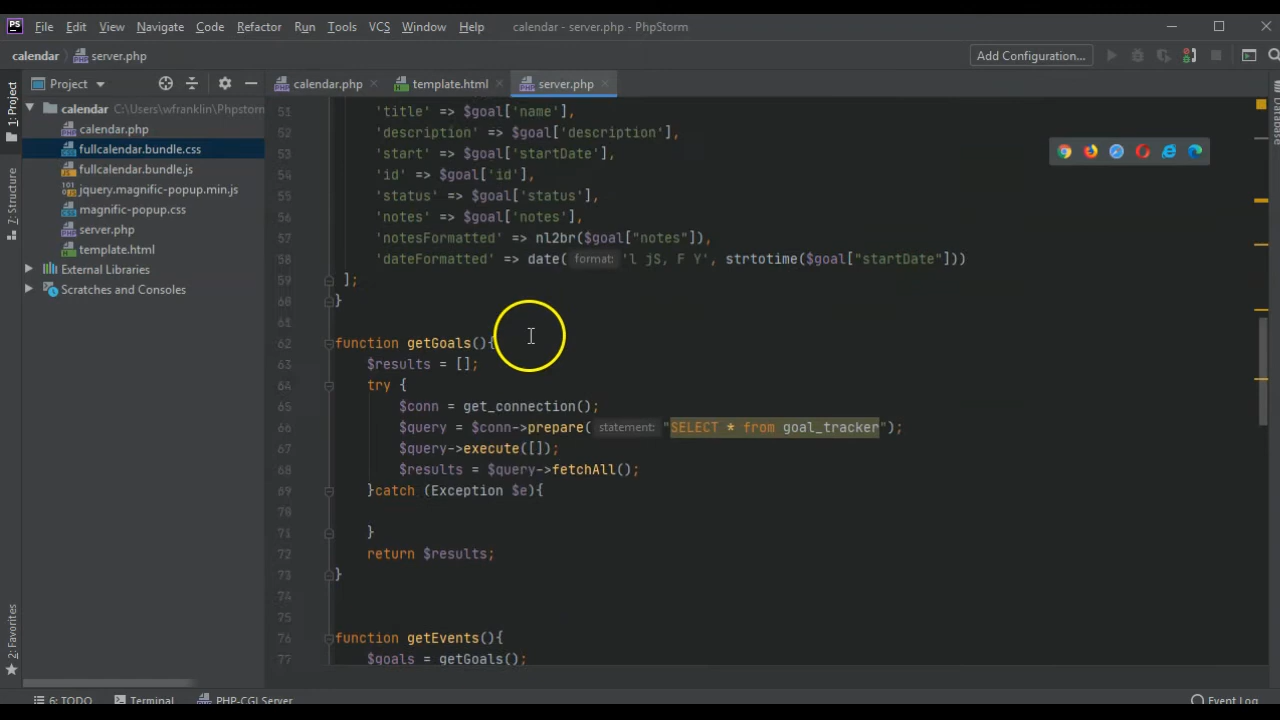 PS File Edit View Navigate Code Refactor Run Tools VCS Window Help calendar - server.php - PhpStorm
calendar server.php Add Configuration...
1: Project
Project
calendar.php template.html server.php
calendar C:\Users\wfranklin\Phpstorm
calendar.php
fullcalendar.bundle.css
fullcalendar.bundle.js
jquery.magnific-popup.min.js
magnific-popup.css
server.php
template.html
External Libraries
Scratches and Consoles
7: Structure
2: Favorites
Database
51 'title' => $goal['name'],
52 'description' => $goal['description'],
53 'start' => $goal['startDate'],
54 'id' => $goal['id'],
55 'status' => $goal['status'],
56 'notes' => $goal['notes'],
57 'notesFormatted' => nl2br($goal["notes"]),
58 'dateFormatted' => date( format: 'l jS, F Y', strtotime($goal["startDate"]))
59 ];
60 }
61
62 function getGoals(){
63 $results = [];
64 try {
65 $conn = get_connection();
66 $query = $conn->prepare( statement: "SELECT * from goal_tracker");
67 $query->execute([]);
68 $results = $query->fetchAll();
69 }catch (Exception $e){
70
71 }
72 return $results;
73 }
74
75
76 function getEvents(){
77 $goals = getGoals();
6: TODO Terminal PHP-CGI Server Event Log